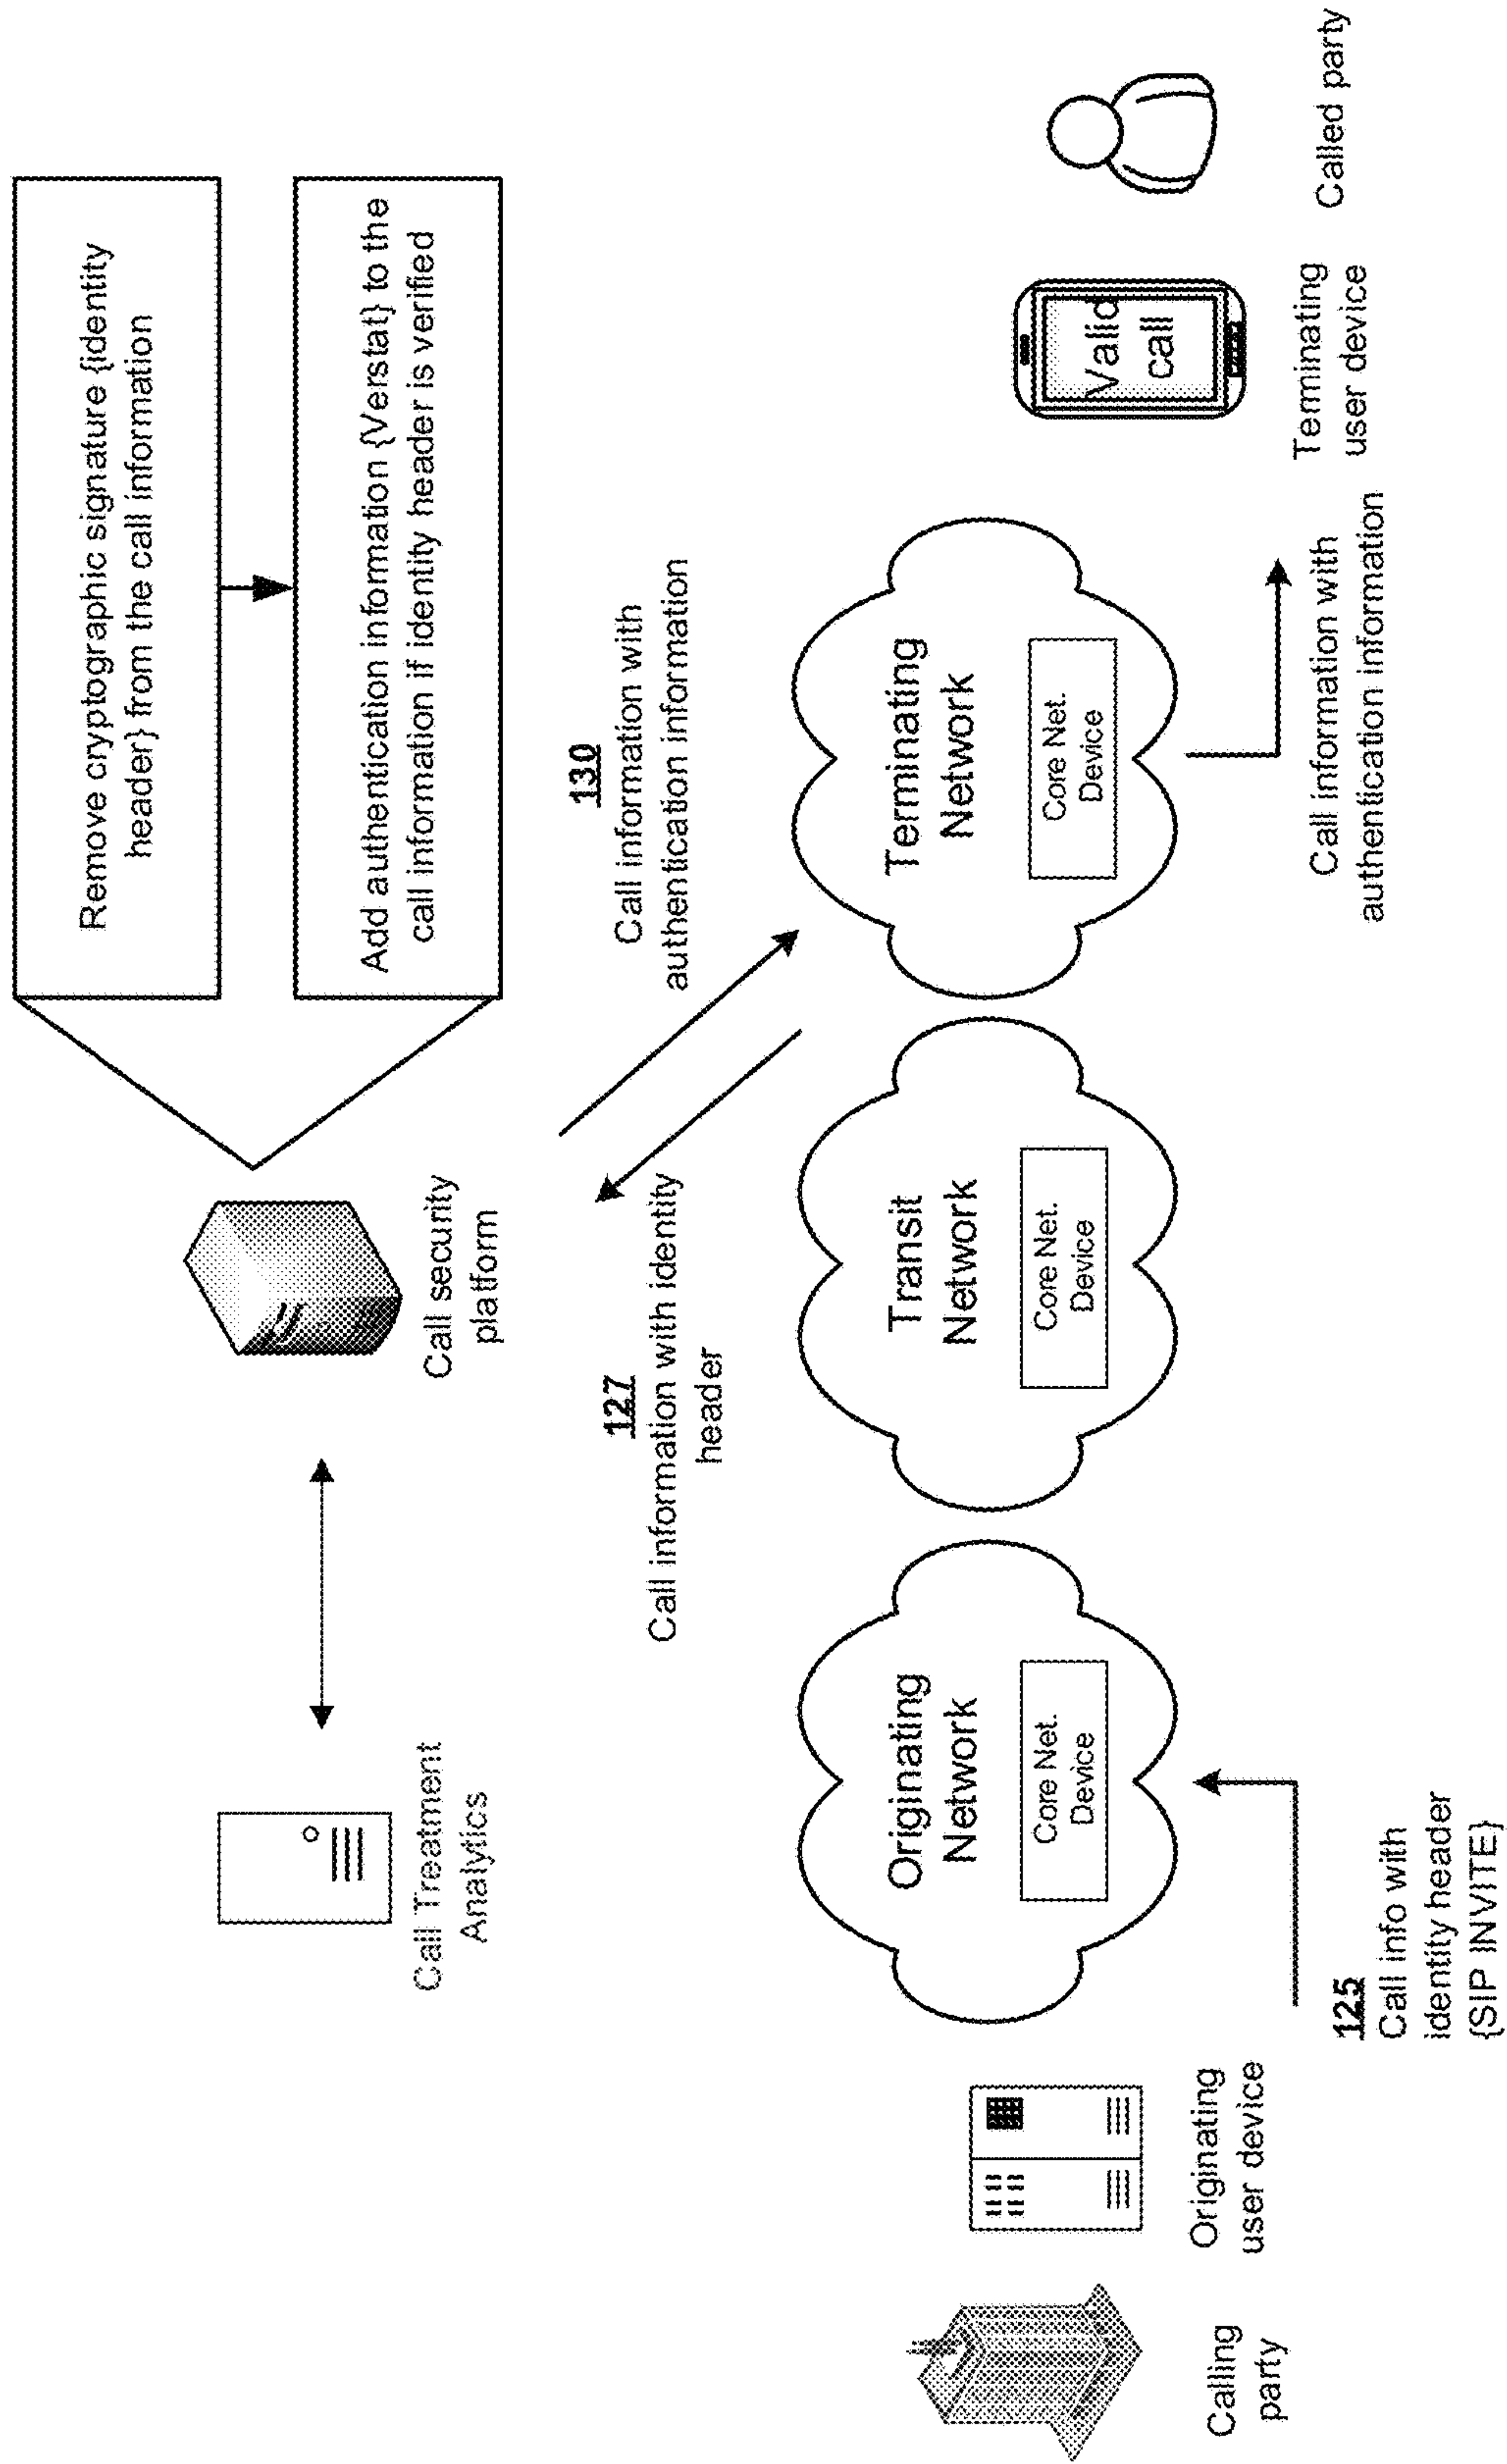 Remove cryptographic signature {identity
header} from the call information
Add authentication information {Verstat} to the
call information if identity header is verified
Call Treatment
Analytics
Call security
platform
127
Call information with identity
header
130
Call information with
authentication information
Originating
Network
Core Net.
Device
Transit
Network
Core Net.
Device
Terminating
Network
Core Net.
Device
Calling
party
Originating
user device
125
Call info with
identity header
{SIP INVITE}
Call information with
authentication information
Valid
call
Terminating
user device
Called party